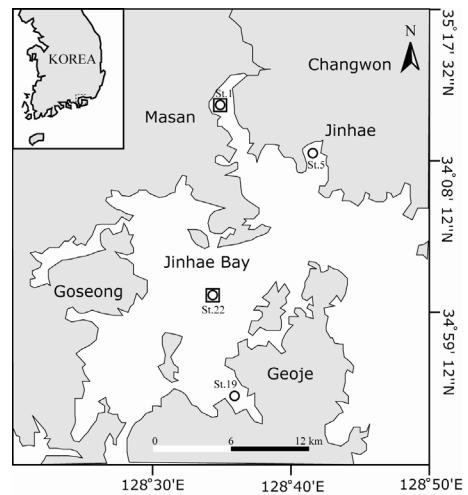 KOREA
N
Changwon
St.1
Masan
Jinhae
St.5
Jinhae Bay
Goseong
St.22
Geoje
St.19
0 6 12 km
35°17' 32"N
34°08' 12"N
34°59' 12"N
128°30'E 128°40'E 128°50'E